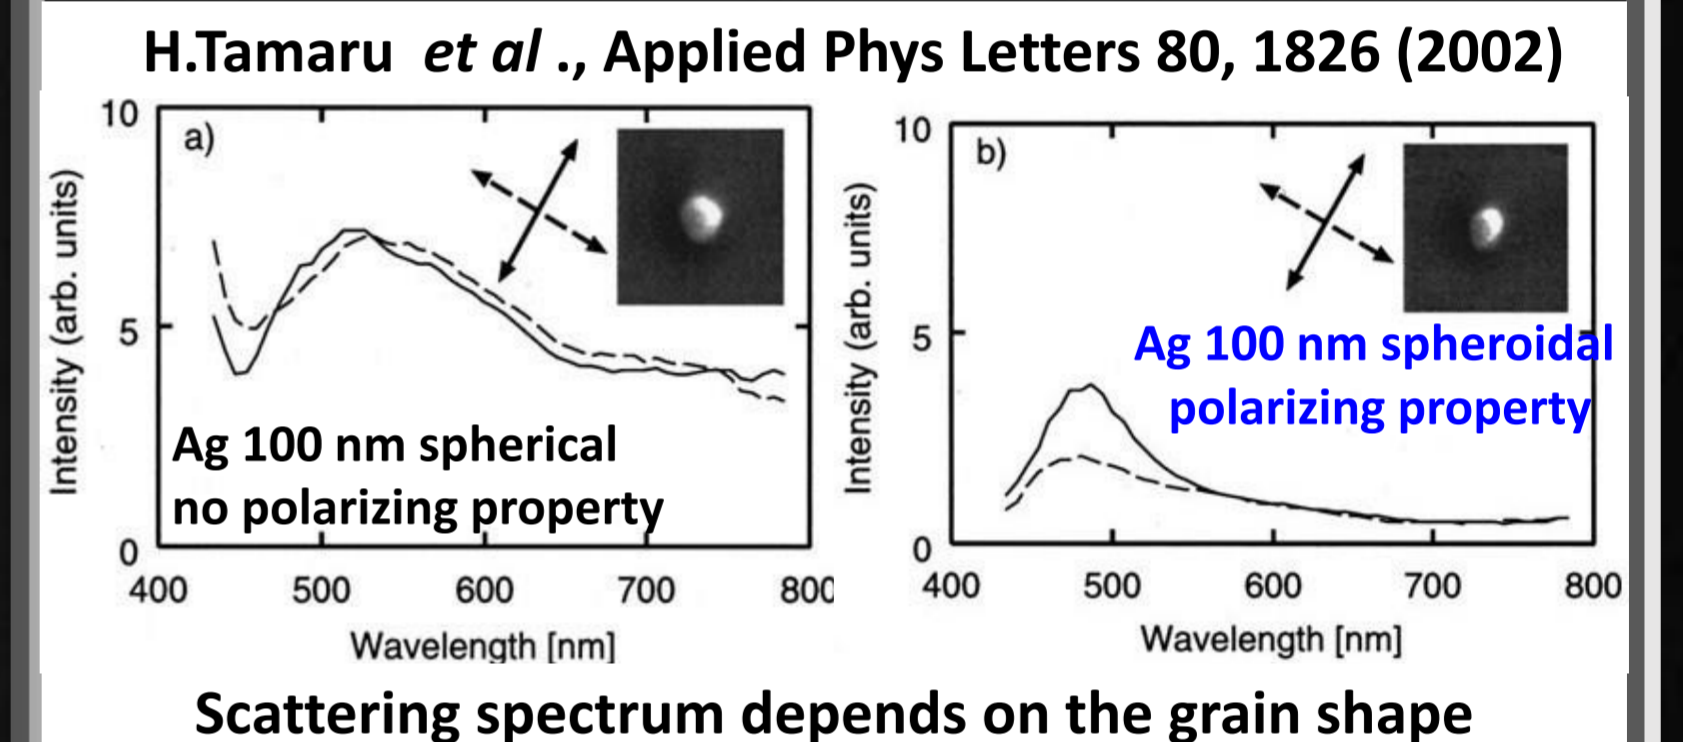 H.Tamaru et al ., Applied Phys Letters 80, 1826 (2002)
a)
10
5
0
Intensity (arb. units)
Ag 100 nm spherical
no polarizing property
400 500 600 700 800
Wavelength [nm]
b)
10
5
0
Intensity (arb. units)
Ag 100 nm spheroidal
polarizing property
400 500 600 700 800
Wavelength [nm]
Scattering spectrum depends on the grain shape